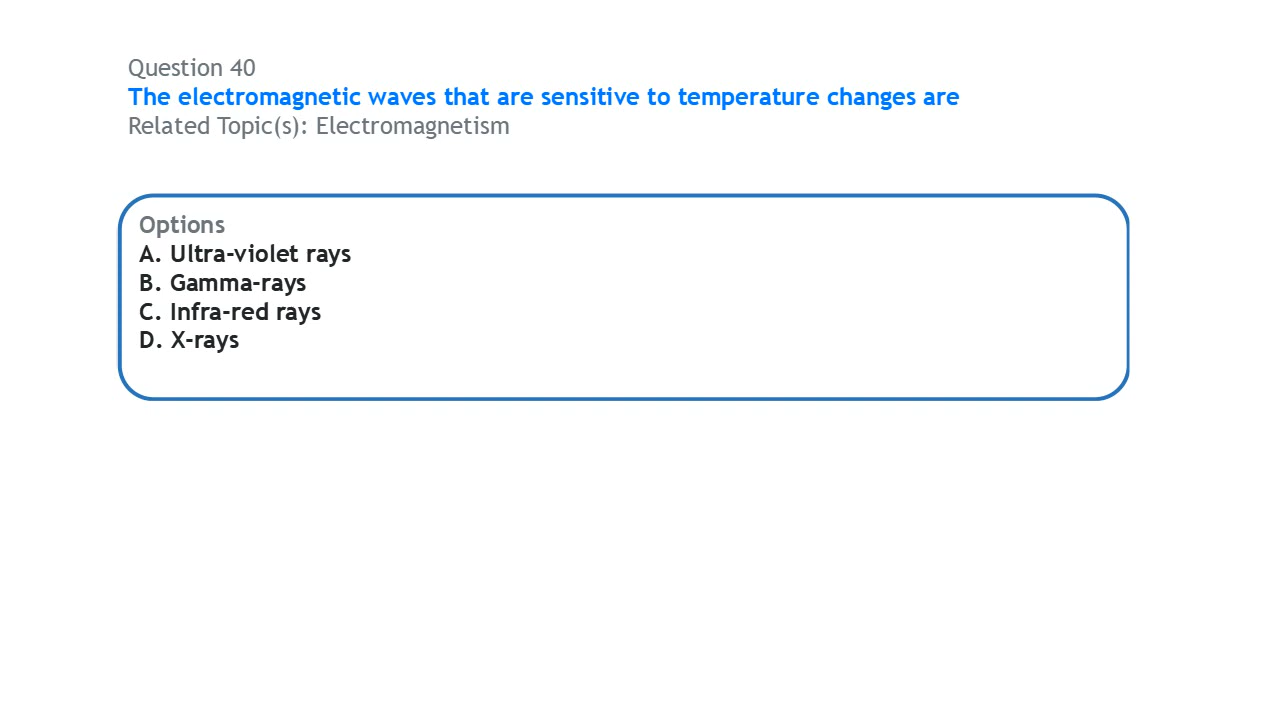 Question 40
The electromagnetic waves that are sensitive to temperature changes are
Related Topic(s): Electromagnetism
Options
A. Ultra-violet rays
B. Gamma-rays
C. Infra-red rays
D. X-rays